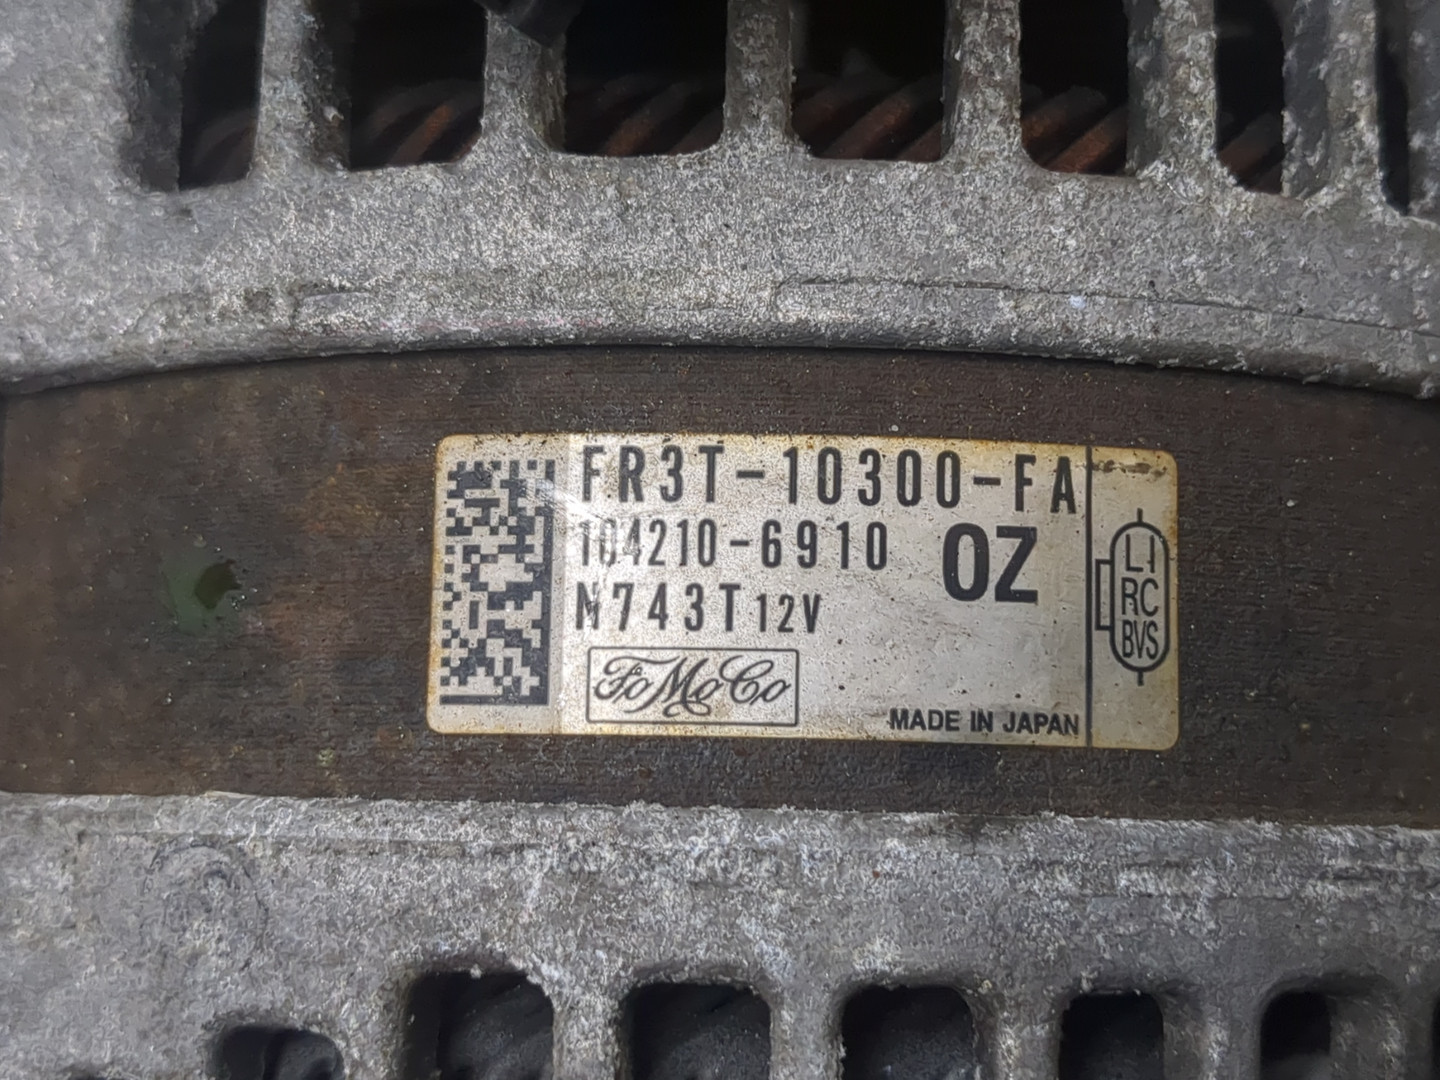 FR3T-10300-FA
104210-6910 OZ
N743T 12V
FoMoCo
MADE IN JAPAN
LI
RC
BVS